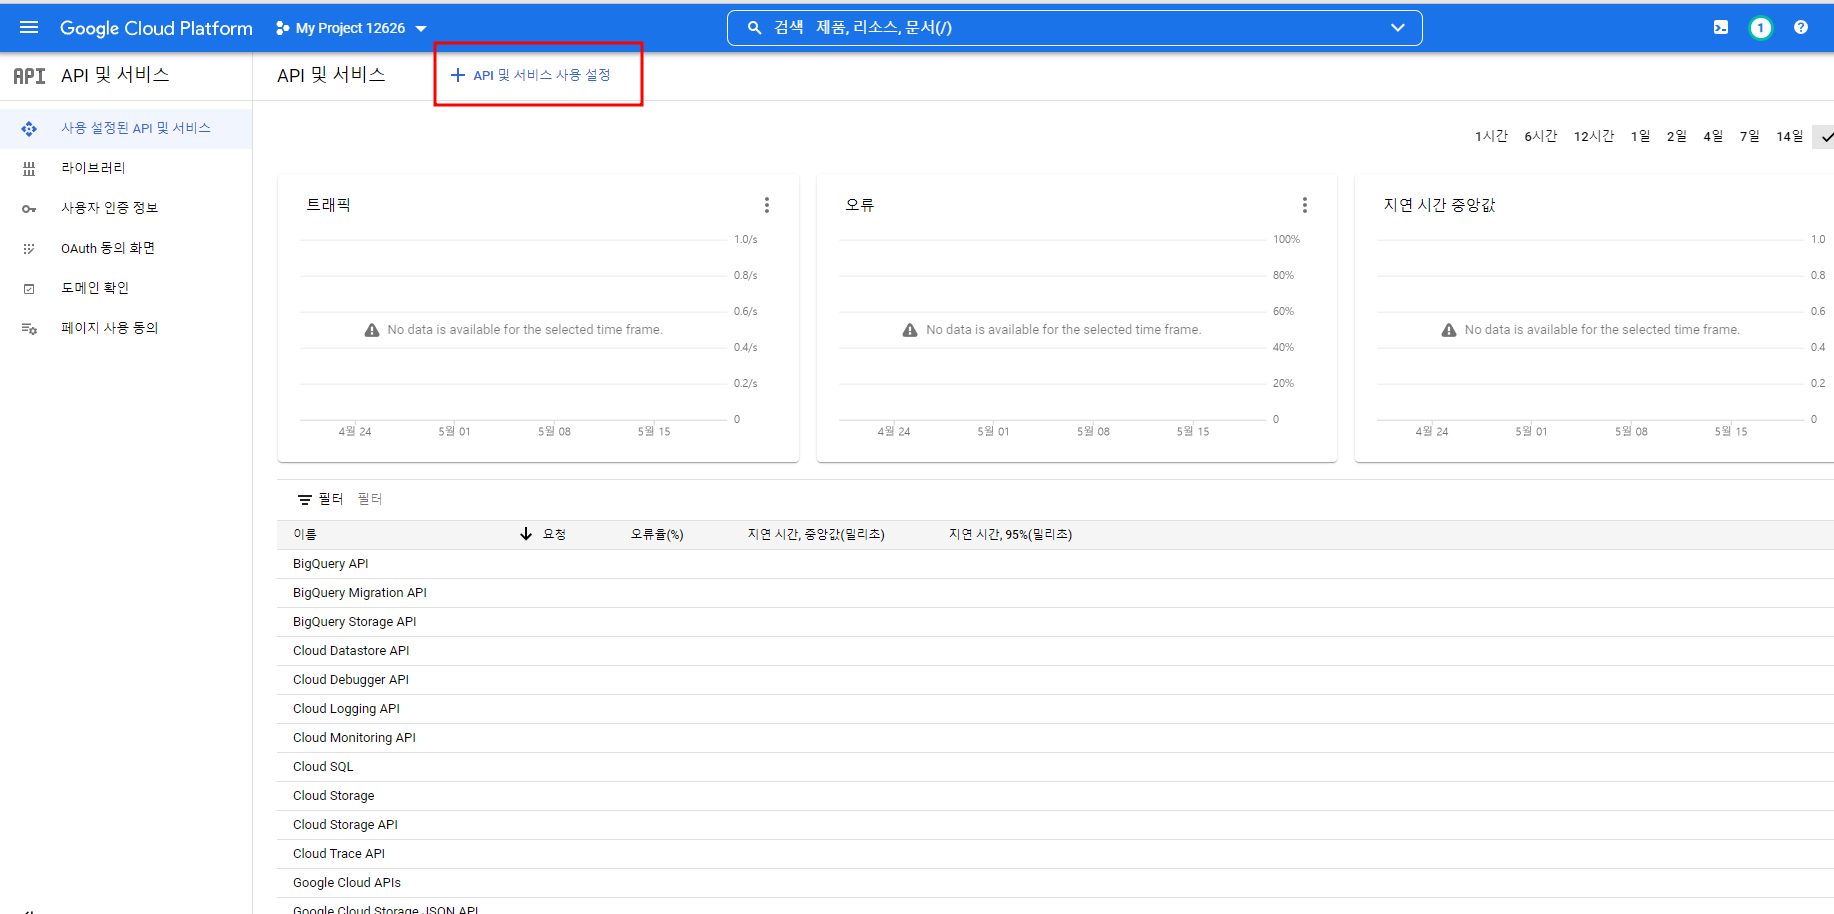 Google Cloud Platform My Project 12626 검색 제품, 리소스, 문서(/) 1
API API 및 서비스
API 및 서비스 + API 및 서비스 사용 설정
사용 설정된 API 및 서비스
라이브러리
사용자 인증 정보
OAuth 동의 화면
도메인 확인
페이지 사용 동의
1시간 6시간 12시간 1일 2일 4일 7일 14일
트래픽
1.0/s
0.8/s
0.6/s
No data is available for the selected time frame.
0.4/s
0.2/s
0
4월 24 5월 01 5월 08 5월 15
오류
100%
80%
60%
No data is available for the selected time frame.
40%
20%
0
4월 24 5월 01 5월 08 5월 15
지연 시간 중앙값
1.0
0.8
0.6
No data is available for the selected time frame.
0.4
0.2
0
4월 24 5월 01 5월 08 5월 15
필터 필터
이름 요청 오류율(%) 지연 시간, 중앙값(밀리초) 지연 시간, 95%(밀리초)
BigQuery API
BigQuery Migration API
BigQuery Storage API
Cloud Datastore API
Cloud Debugger API
Cloud Logging API
Cloud Monitoring API
Cloud SQL
Cloud Storage
Cloud Storage API
Cloud Trace API
Google Cloud APIs
Google Cloud Storage JSON API